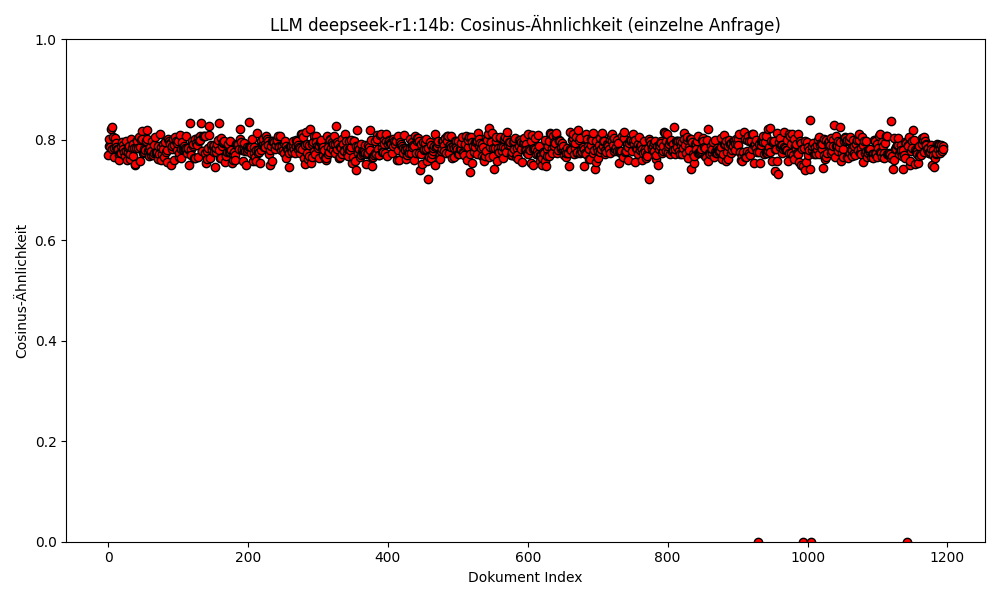 LLM deepseek-r1:14b: Cosinus-Ähnlichkeit (einzelne Anfrage)
1.0
0.8
0.6
0.4
0.2
0.0
Cosinus-Ähnlichkeit
0 200 400 600 800 1000 1200
Dokument Index